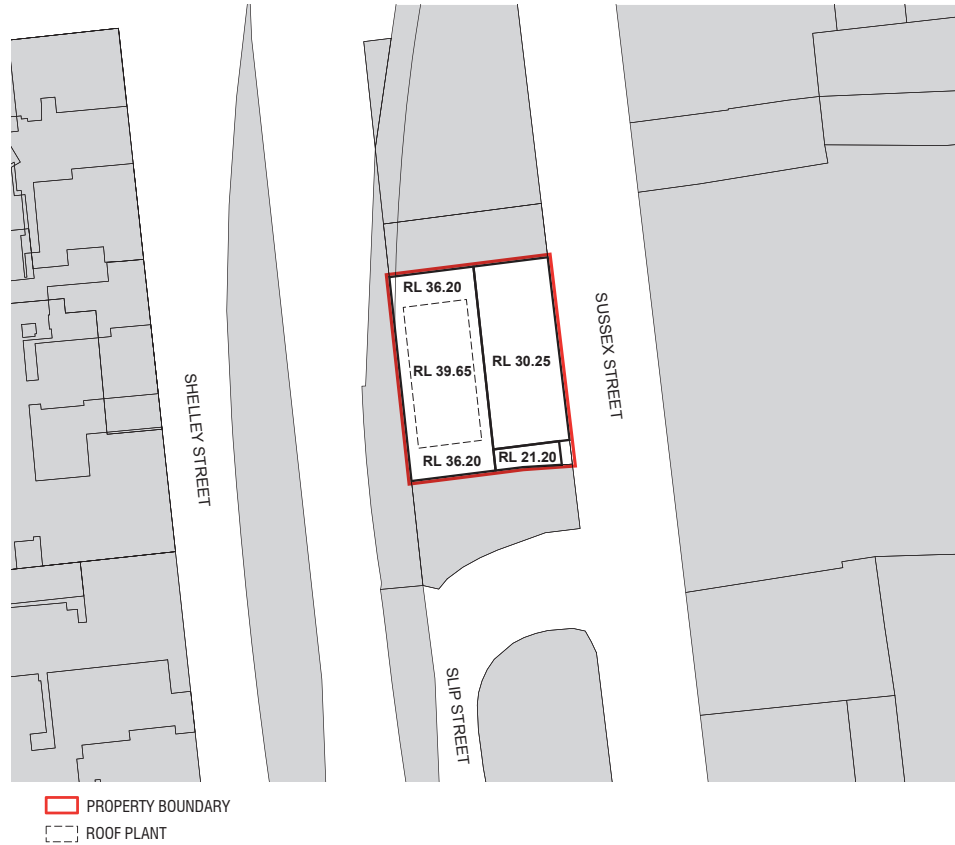 RL 36.20
SUSSEX STREET
RL 39.65
RL 30.25
SHELLEY STREET
RL 36.20
RL 21.20
SLIP STREET
PROPERTY BOUNDARY
ROOF PLANT